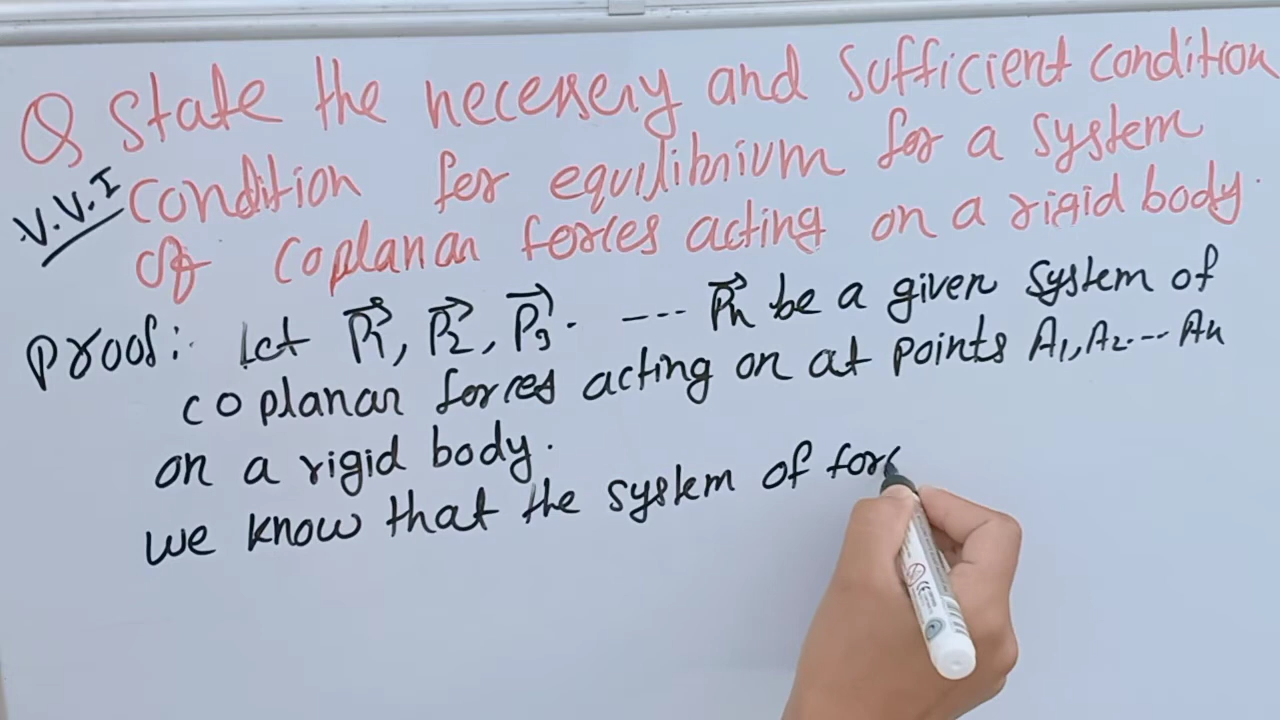 Q State the necessery and Sufficient condition
V.V.I condition for equilibrium for a system
of coplanar forces acting on a rigid body.
Proof: Let P₁, P₂, P₃. ---- Pn be a given system of
coplanar forces acting on at points A₁, A₂.--- An
on a rigid body.
we know that the system of forc